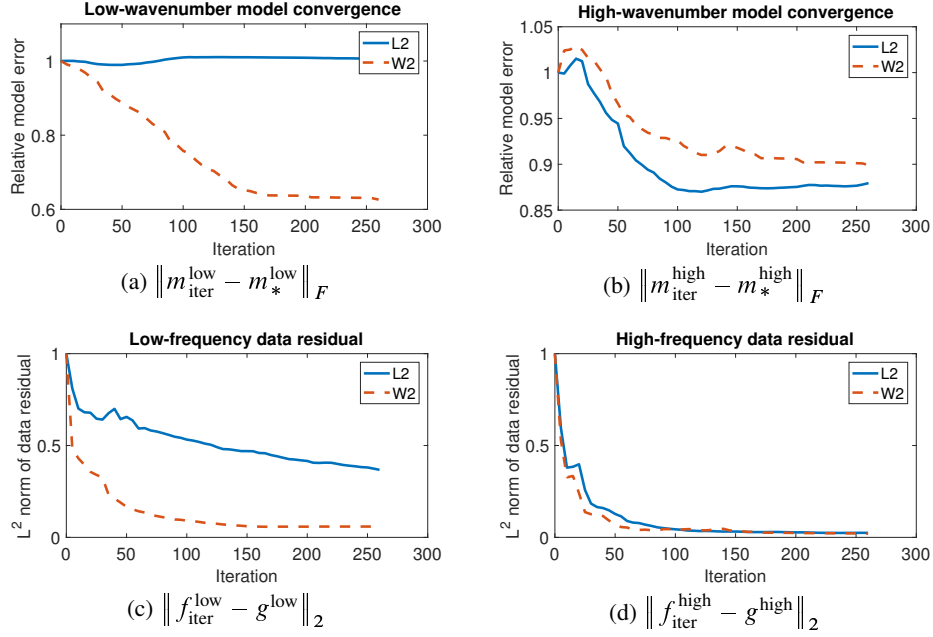 Low-wavenumber model convergence
Relative model error
1
0.8
0.6
L2
W2
0 50 100 150 200 250 300
Iteration
(a) ‖ m_iter^low − m_*^low ‖_F
High-wavenumber model convergence
Relative model error
1.05
1
0.95
0.9
0.85
L2
W2
0 50 100 150 200 250 300
Iteration
(b) ‖ m_iter^high − m_*^high ‖_F
Low-frequency data residual
L² norm of data residual
1
0.5
0
L2
W2
0 50 100 150 200 250 300
Iteration
(c) ‖ f_iter^low − g^low ‖_2
High-frequency data residual
L² norm of data residual
1
0.5
0
L2
W2
0 50 100 150 200 250 300
Iteration
(d) ‖ f_iter^high − g^high ‖_2